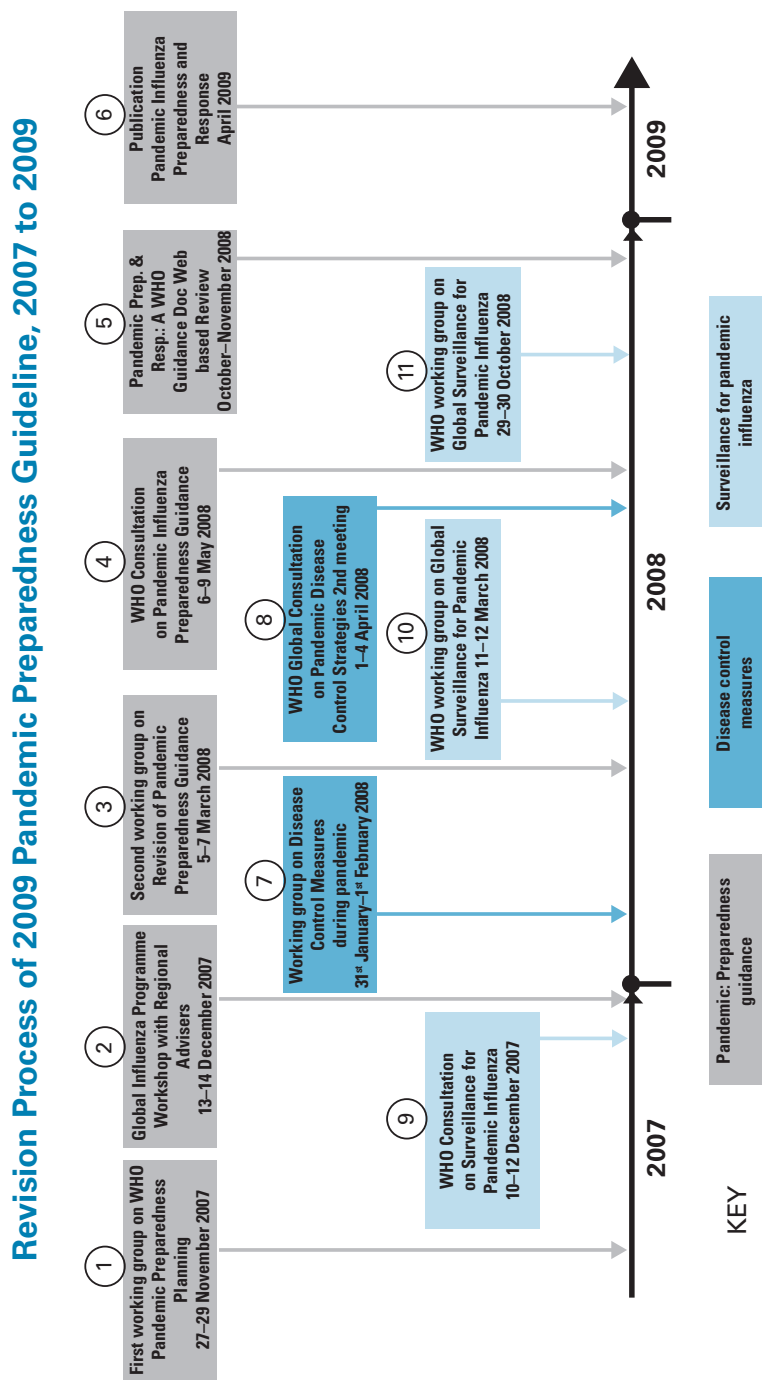 Revision Process of 2009 Pandemic Preparedness Guideline, 2007 to 2009
1
First working group on WHO
Pandemic Preparedness
Planning
27–29 November 2007
2
Global Influenza Programme
Workshop with Regional
Advisers
13–14 December 2007
3
Second working group on
Revision of Pandemic
Preparedness Guidance
5–7 March 2008
4
WHO Consultation
on Pandemic Influenza
Preparedness Guidance
6–9 May 2008
5
Pandemic Prep. &
Resp.: A WHO
Guidance Doc Web
based Review
October–November 2008
6
Publication
Pandemic Influenza
Preparedness and
Response
April 2009
7
Working group on Disease
Control Measures
during pandemic
31st January–1st February 2008
8
WHO Global Consultation
on Pandemic Disease
Control Strategies 2nd meeting
1–4 April 2008
9
WHO Consultation
on Surveillance for
Pandemic Influenza
10–12 December 2007
10
WHO working group on Global
Surveillance for Pandemic
Influenza 11–12 March 2008
11
WHO working group on
Global Surveillance for
Pandemic Influenza
29–30 October 2008
2007
2008
2009
KEY
Pandemic: Preparedness
guidance
Disease control
measures
Surveillance for pandemic
influenza